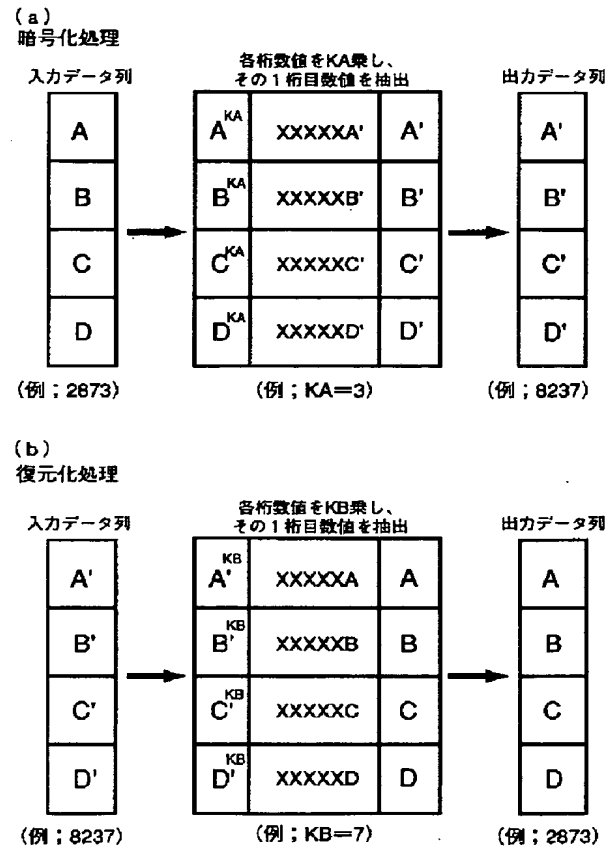 (a)
暗号化処理
入力データ列
各桁数値をKA乗し、
その1桁目数値を抽出
出力データ列
A
A^KA
XXXXXA'
A'
A'
B
B^KA
XXXXXB'
B'
B'
C
C^KA
XXXXXC'
C'
C'
D
D^KA
XXXXXD'
D'
D'
(例；2873)
(例；KA=3)
(例；8237)
(b)
復元化処理
入力データ列
各桁数値をKB乗し、
その1桁目数値を抽出
出力データ列
A'
A'^KB
XXXXXA
A
A
B'
B'^KB
XXXXXB
B
B
C'
C'^KB
XXXXXC
C
C
D'
D'^KB
XXXXXD
D
D
(例；8237)
(例；KB=7)
(例；2873)